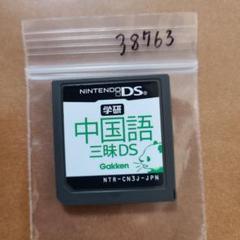 38763
NINTENDO DS
学研
中国語
三昧DS
Gakken
NTR-CN3J-JPN